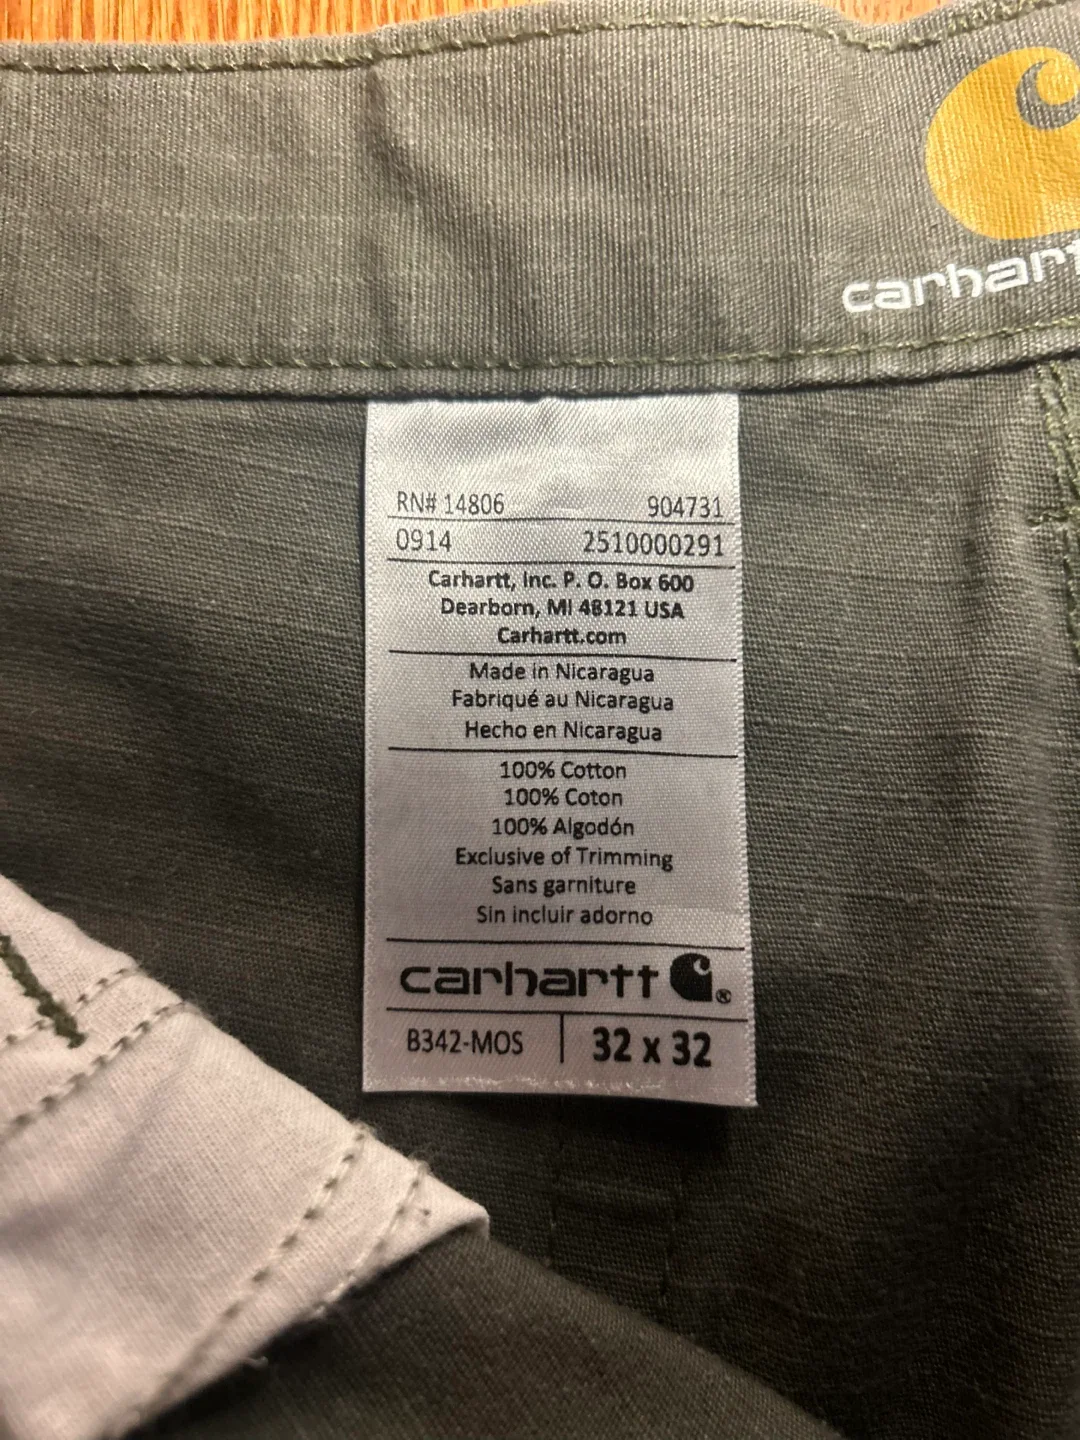 carhart
RN# 14806 904731
0914 2510000291
Carhartt, Inc. P. O. Box 600
Dearborn, MI 48121 USA
Carhartt.com
Made in Nicaragua
Fabriqué au Nicaragua
Hecho en Nicaragua
100% Cotton
100% Coton
100% Algodón
Exclusive of Trimming
Sans garniture
Sin incluir adorno
carhartt ®
B342-MOS | 32 x 32